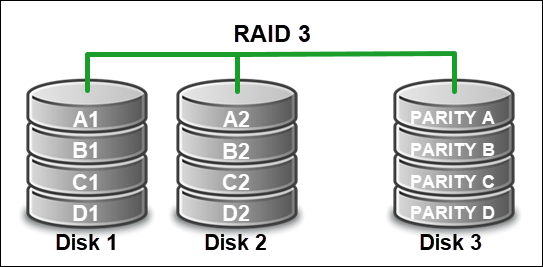 RAID 3
A1 A2 PARITY A
B1 B2 PARITY B
C1 C2 PARITY C
D1 D2 PARITY D
Disk 1 Disk 2 Disk 3